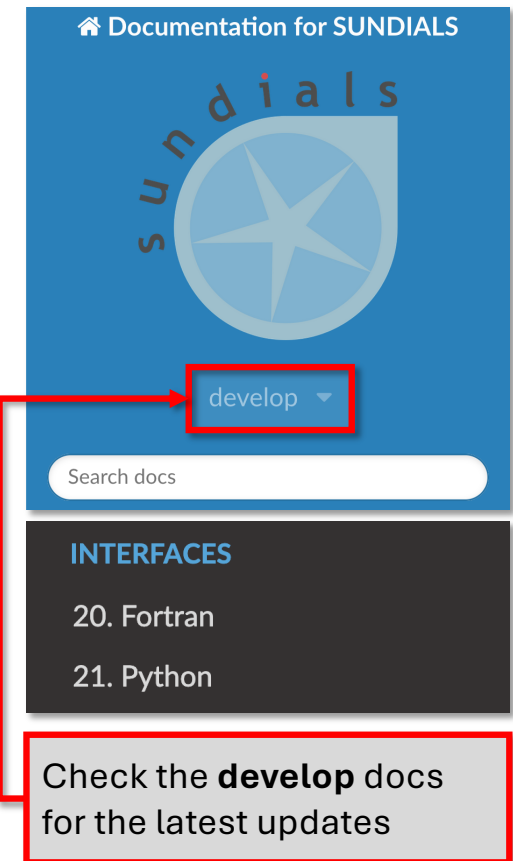 Documentation for SUNDIALS
sundials
develop
Search docs
INTERFACES
20. Fortran
21. Python
Check the develop docs
for the latest updates